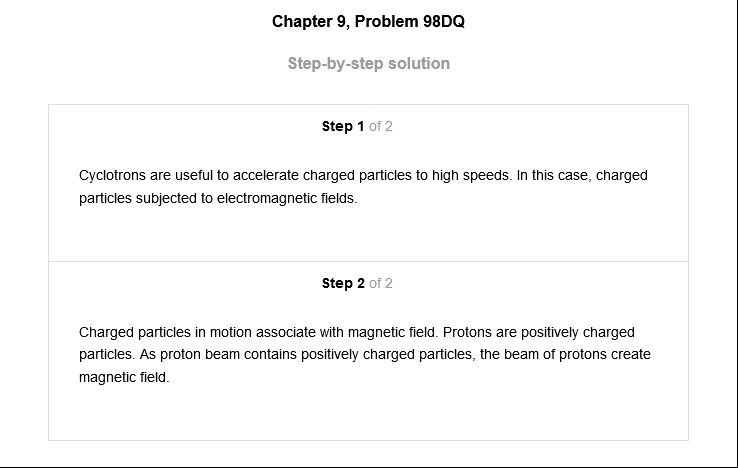 Chapter 9, Problem 98DQ
Step-by-step solution
Step 1 of 2
Cyclotrons are useful to accelerate charged particles to high speeds. In this case, charged
particles subjected to electromagnetic fields.
Step 2 of 2
Charged particles in motion associate with magnetic field. Protons are positively charged
particles. As proton beam contains positively charged particles, the beam of protons create
magnetic field.